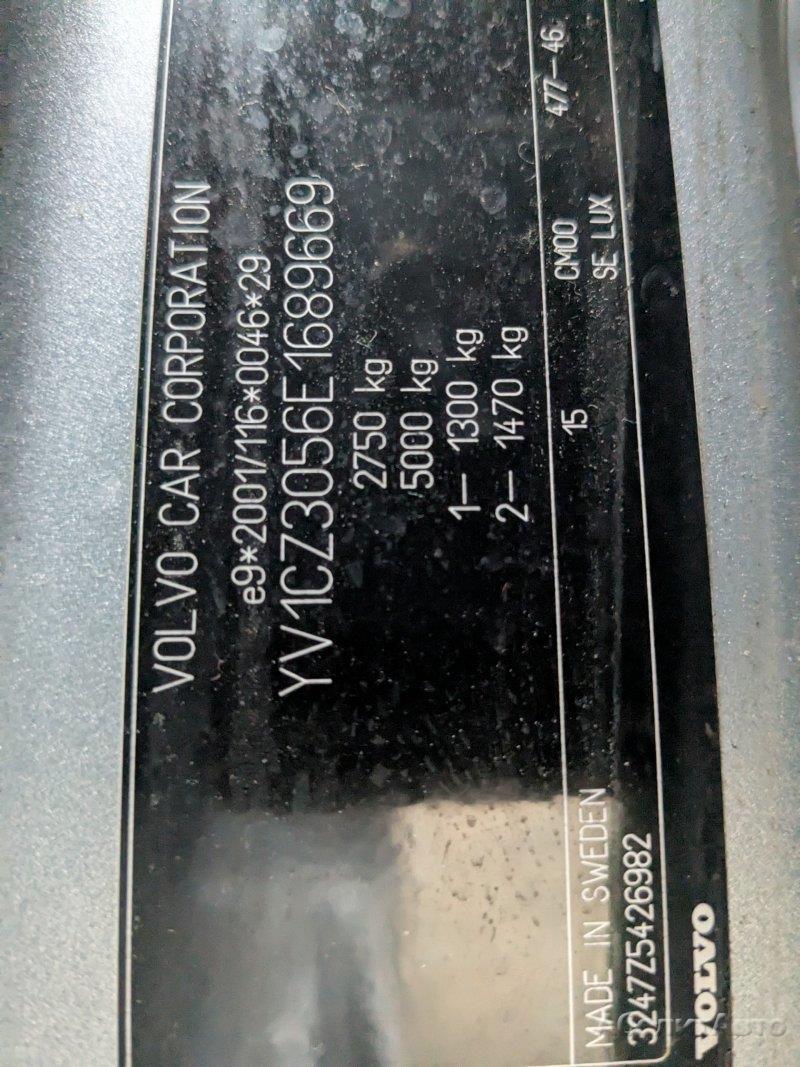 VOLVO CAR CORPORATION
e9*2001/116*0046*29
YV1CZ3056E1689669
2750 kg
5000 kg
1— 1300 kg
2— 1470 kg
15 CM00 477-46
MADE IN SWEDEN SE LUX
3247Z5426982
VOLVO